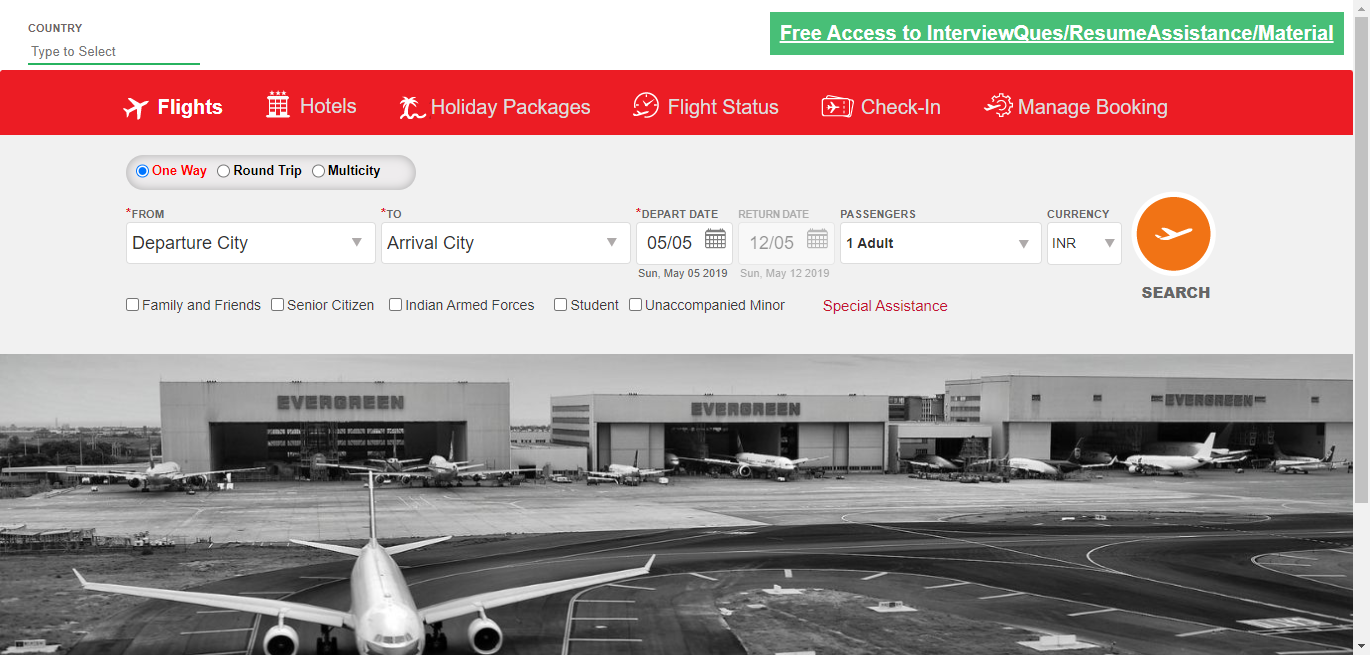 COUNTRY
Type to Select
Free Access to InterviewQues/ResumeAssistance/Material
Flights Hotels Holiday Packages Flight Status Check-In Manage Booking
One Way Round Trip Multicity
*FROM *TO *DEPART DATE RETURN DATE PASSENGERS CURRENCY
Departure City Arrival City 05/05 12/05 1 Adult INR
Sun, May 05 2019 Sun, May 12 2019
SEARCH
Family and Friends Senior Citizen Indian Armed Forces Student Unaccompanied Minor Special Assistance
EVERGREEN EVERGREEN EVERGREEN